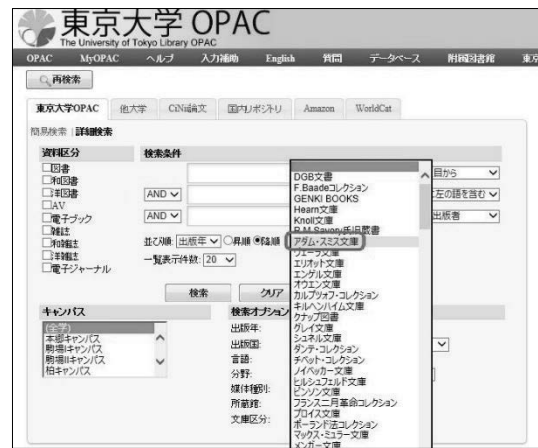 東京大学 OPAC
The University of Tokyo Library OPAC
OPAC MyOPAC ヘルプ 入力補助 English 質問 データベース 附属図書館 東京
再検索
東京大学OPAC 他大学 CiNii論文 国内リポジトリ Amazon WorldCat
簡易検索 詳細検索
資料区分 検索条件
図書
和図書
洋図書
AV
電子ブック
雑誌
和雑誌
洋雑誌
電子ジャーナル
AND
AND
目から
左の語を含む
出版者
並び順: 出版年 昇順 降順
一覧表示件数: 20
検索 クリア
DGB文書
F.Baadeコレクション
GENKI BOOKS
Hearn文庫
Knoll文庫
R.M.Savory氏旧蔵書
アダム・スミス文庫
ウェーラ文庫
エリオット文庫
エンゲル文庫
オウエン文庫
カルプツォフ・コレクション
キルヘンハイム文庫
クナップ図書
グレイ文庫
シュネル文庫
ダンテ・コレクション
チベット・コレクション
ノイベッカー文庫
ヒルシュフェルド文庫
ピンソン文庫
フランス二月革命コレクション
プロイス文庫
ポーランド法コレクション
マックス・ミュラー文庫
メンガー文庫
キャンパス
(全学)
本郷キャンパス
駒場Iキャンパス
駒場IIキャンパス
柏キャンパス
検索オプション
出版年:
出版国:
言語:
分野:
媒体種別:
所蔵館:
文庫区分: